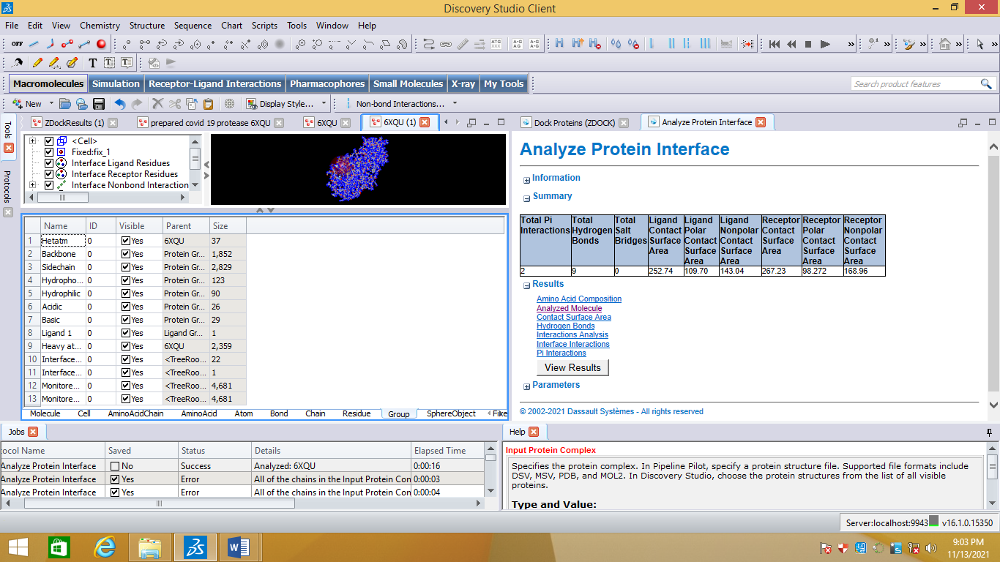 Discovery Studio Client
File Edit View Chemistry Structure Sequence Chart Scripts Tools Window Help
OFF
T T T
Macromolecules Simulation Receptor-Ligand Interactions Pharmacophores Small Molecules X-ray My Tools Search product features
New Display Style... Non-bond Interactions...
Tools
Protocols
ZDockResults (1) prepared covid 19 protease 6XQU 6XQU 6XQU (1)
<Cell>
Fixed:fix_1
Interface Ligand Residues
Interface Receptor Residues
Interface Nonbond Interaction
Name ID Visible Parent Size
1 Hetatm 0 Yes 6XQU 37
2 Backbone 0 Yes Protein Gr... 1,852
3 Sidechain 0 Yes Protein Gr... 2,829
4 Hydropho... 0 Yes Protein Gr... 123
5 Hydrophilic 0 Yes Protein Gr... 90
6 Acidic 0 Yes Protein Gr... 26
7 Basic 0 Yes Protein Gr... 29
8 Ligand 1 0 Yes Ligand Gr... 1
9 Heavy at... 0 Yes 6XQU 2,359
10 Interface... 0 Yes <TreeRoo... 22
11 Interface... 0 Yes <TreeRoo... 1
12 Monitore... 0 Yes <TreeRoo... 4,681
13 Monitore... 0 Yes <TreeRoo... 4,681
Molecule Cell AminoAcidChain AminoAcid Atom Bond Chain Residue Group SphereObject Fixe
Dock Proteins (ZDOCK) Analyze Protein Interface
Analyze Protein Interface
Information
Summary
Total Pi Interactions Total Hydrogen Bonds Total Salt Bridges Ligand Contact Surface Area Ligand Polar Contact Surface Area Ligand Nonpolar Contact Surface Area Receptor Contact Surface Area Receptor Polar Contact Surface Area Receptor Nonpolar Contact Surface Area
2 9 0 252.74 109.70 143.04 267.23 98.272 168.96
Results
Amino Acid Composition
Analyzed Molecule
Contact Surface Area
Hydrogen Bonds
Interactions Analysis
Interface Interactions
Pi Interactions
View Results
Parameters
© 2002-2021 Dassault Systèmes - All rights reserved
Jobs
ocol Name Saved Status Details Elapsed Time
Analyze Protein Interface No Success Analyzed: 6XQU 0:00:16
Analyze Protein Interface Yes Error All of the chains in the Input Protein Con 0:00:03
Analyze Protein Interface Yes Error All of the chains in the Input Protein Con 0:00:04
Help
Input Protein Complex
Specifies the protein complex. In Pipeline Pilot, specify a protein structure file. Supported file formats include
DSV, MSV, PDB, and MOL2. In Discovery Studio, choose the protein structures from the list of all visible
proteins.
Type and Value:
Server:localhost:9943 v16.1.0.15350
9:03 PM
11/13/2021